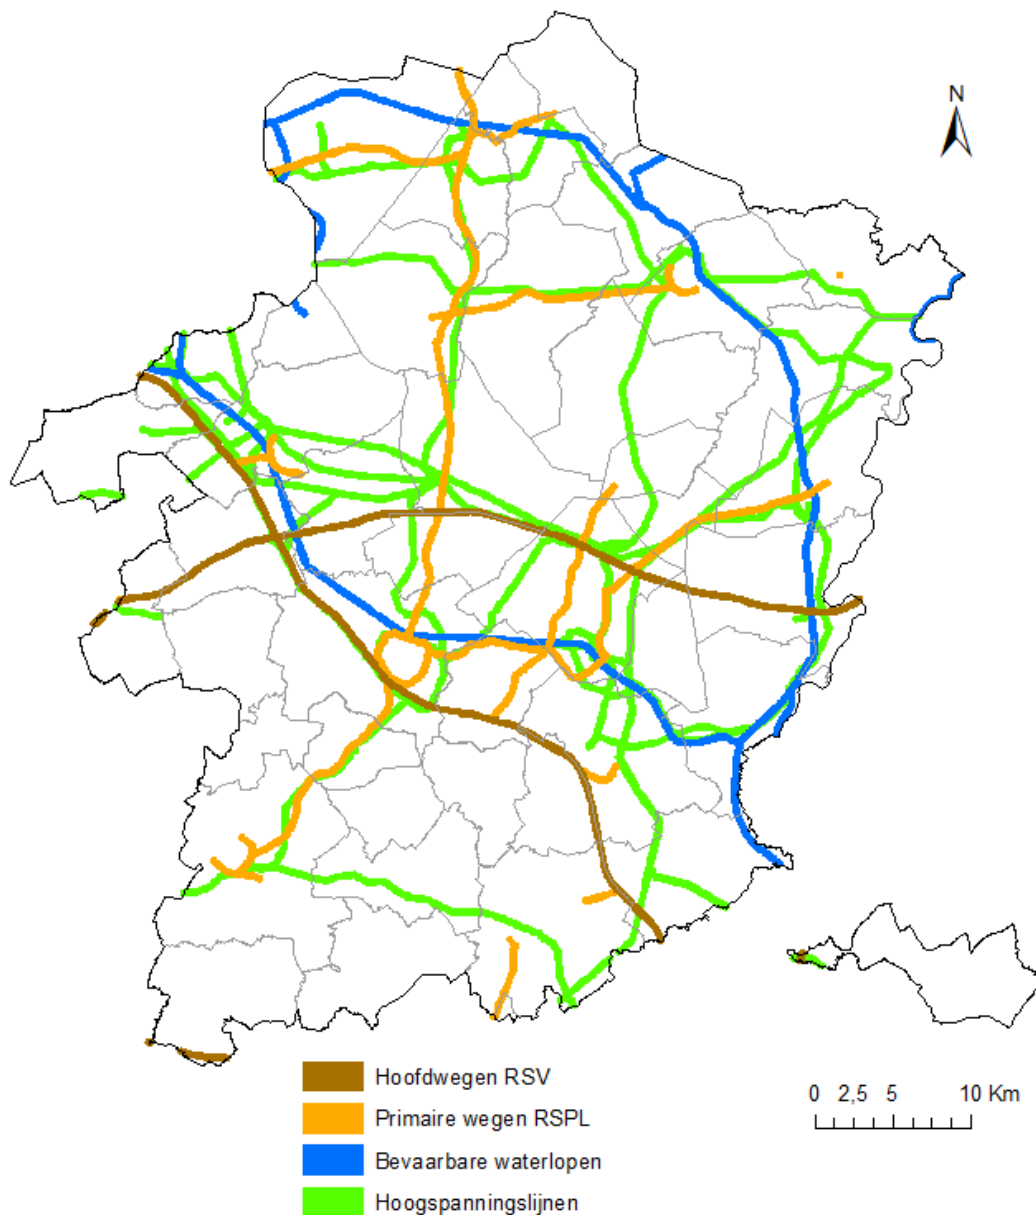 N
Hoofdwegen RSV
Primaire wegen RSPL
Bevaarbare waterlopen
Hoogspanningslijnen
0 2,5 5 10 Km